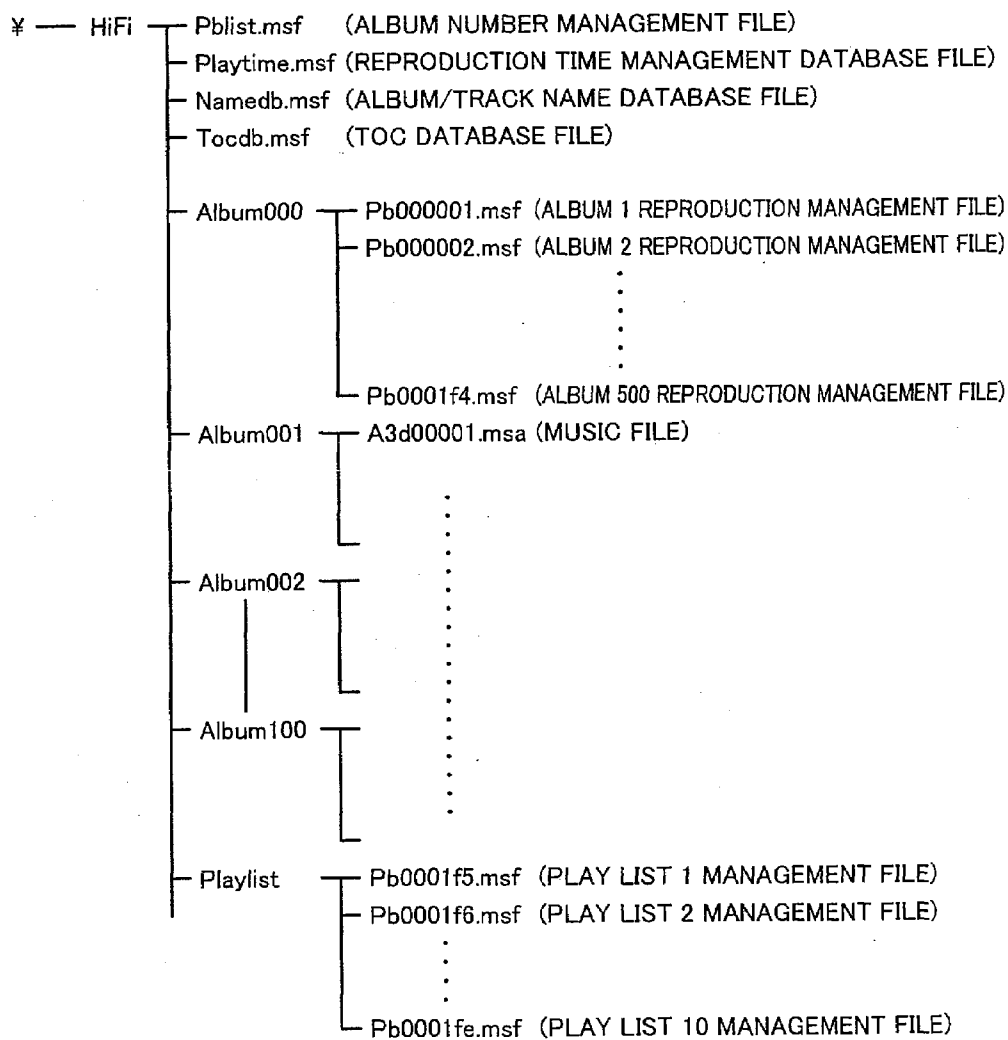 ¥ HiFi Pblist.msf (ALBUM NUMBER MANAGEMENT FILE)
Playtime.msf (REPRODUCTION TIME MANAGEMENT DATABASE FILE)
Namedb.msf (ALBUM/TRACK NAME DATABASE FILE)
Tocdb.msf (TOC DATABASE FILE)
Album000 Pb000001.msf (ALBUM 1 REPRODUCTION MANAGEMENT FILE)
Pb000002.msf (ALBUM 2 REPRODUCTION MANAGEMENT FILE)
Pb0001f4.msf (ALBUM 500 REPRODUCTION MANAGEMENT FILE)
Album001 A3d00001.msa (MUSIC FILE)
Album002
Album100
Playlist Pb0001f5.msf (PLAY LIST 1 MANAGEMENT FILE)
Pb0001f6.msf (PLAY LIST 2 MANAGEMENT FILE)
Pb0001fe.msf (PLAY LIST 10 MANAGEMENT FILE)